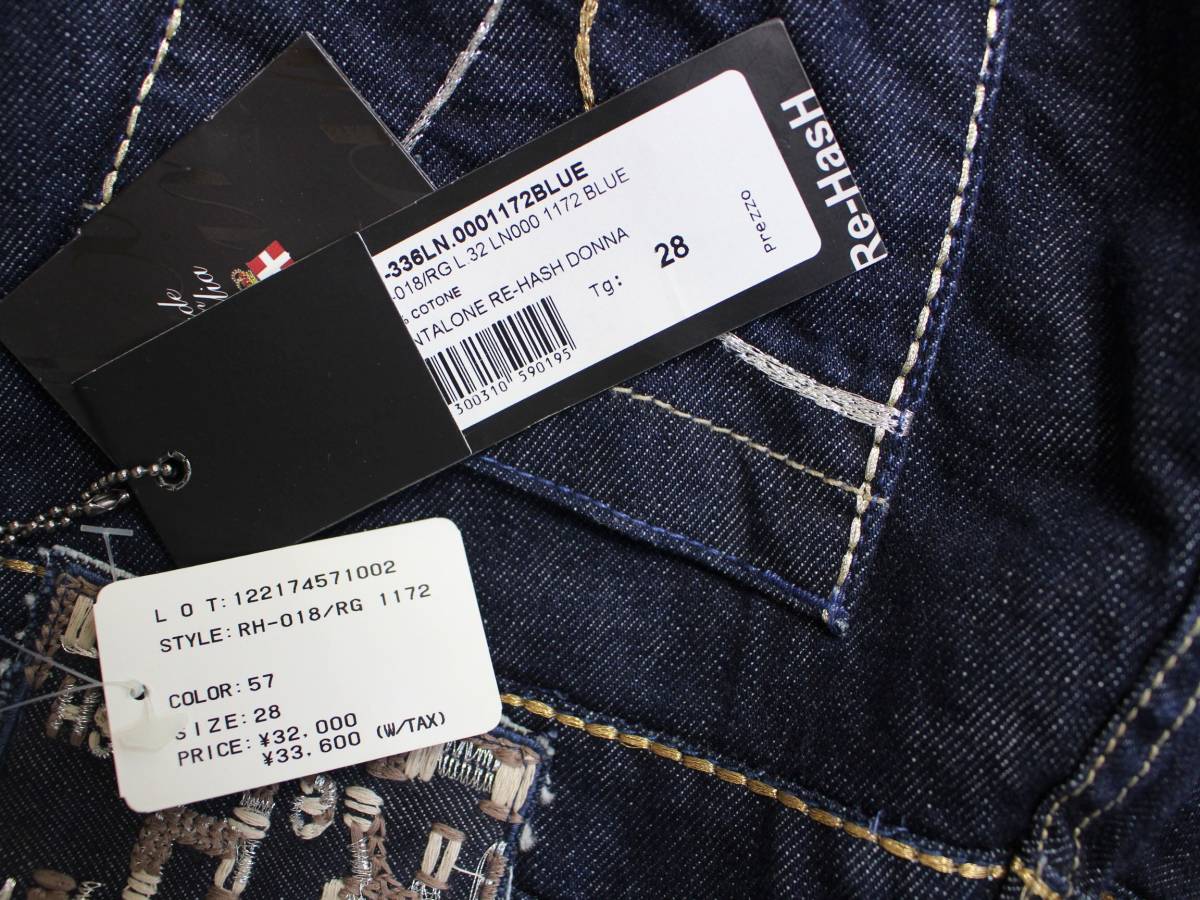 Re-HasH
-336LN.0001172BLUE
-018/RG L 32 LN000 1172 BLUE
% COTONE
NTALONE RE-HASH DONNA
Tg: 28
Prezzo
300310 590195
de
L O T:122174571002
STYLE:RH-018/RG 1172
COLOR:57
SIZE:28
PRICE:¥32.000
¥33.600 (W/TAX)